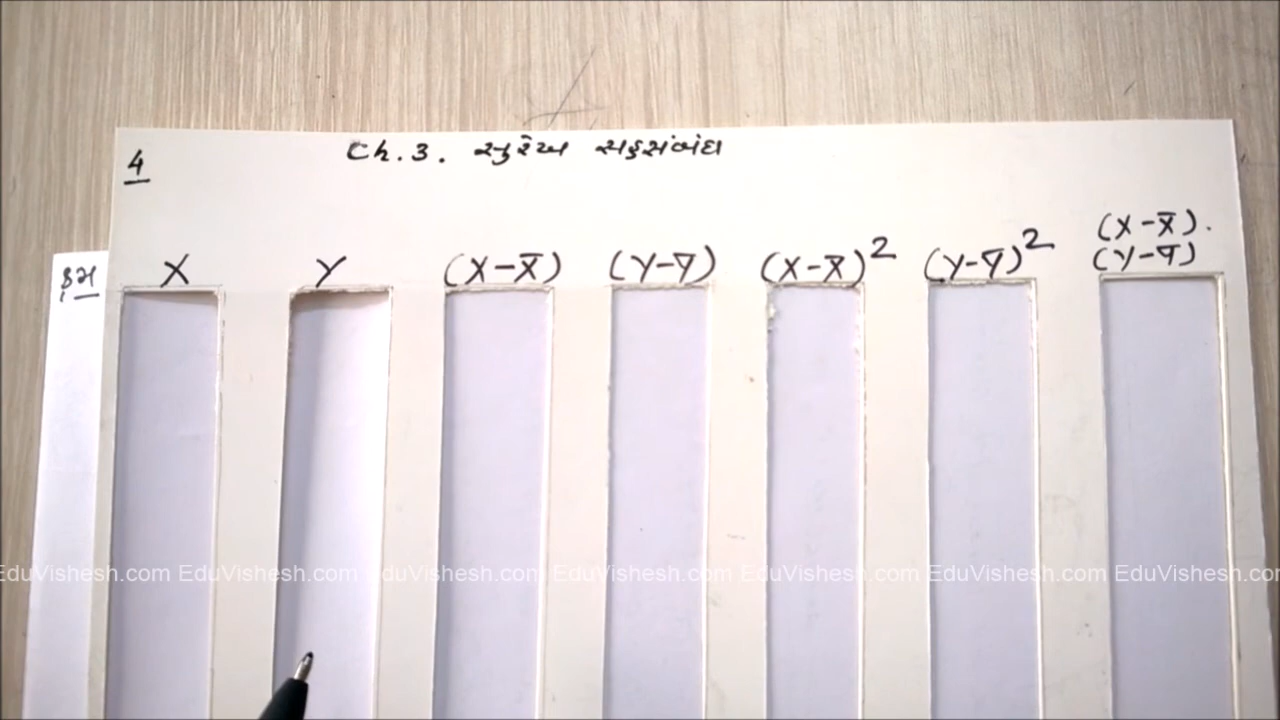 4
Ch.3. સુરેખ સહસંબંધ
ક્રમ X Y (X-X̅) (Y-Y̅) (X-X̅)² (Y-Y̅)² (X-X̅).
(Y-Y̅)
EduVishesh.com EduVishesh.com EduVishesh.com EduVishesh.com EduVishesh.com EduVishesh.com EduVishesh.com